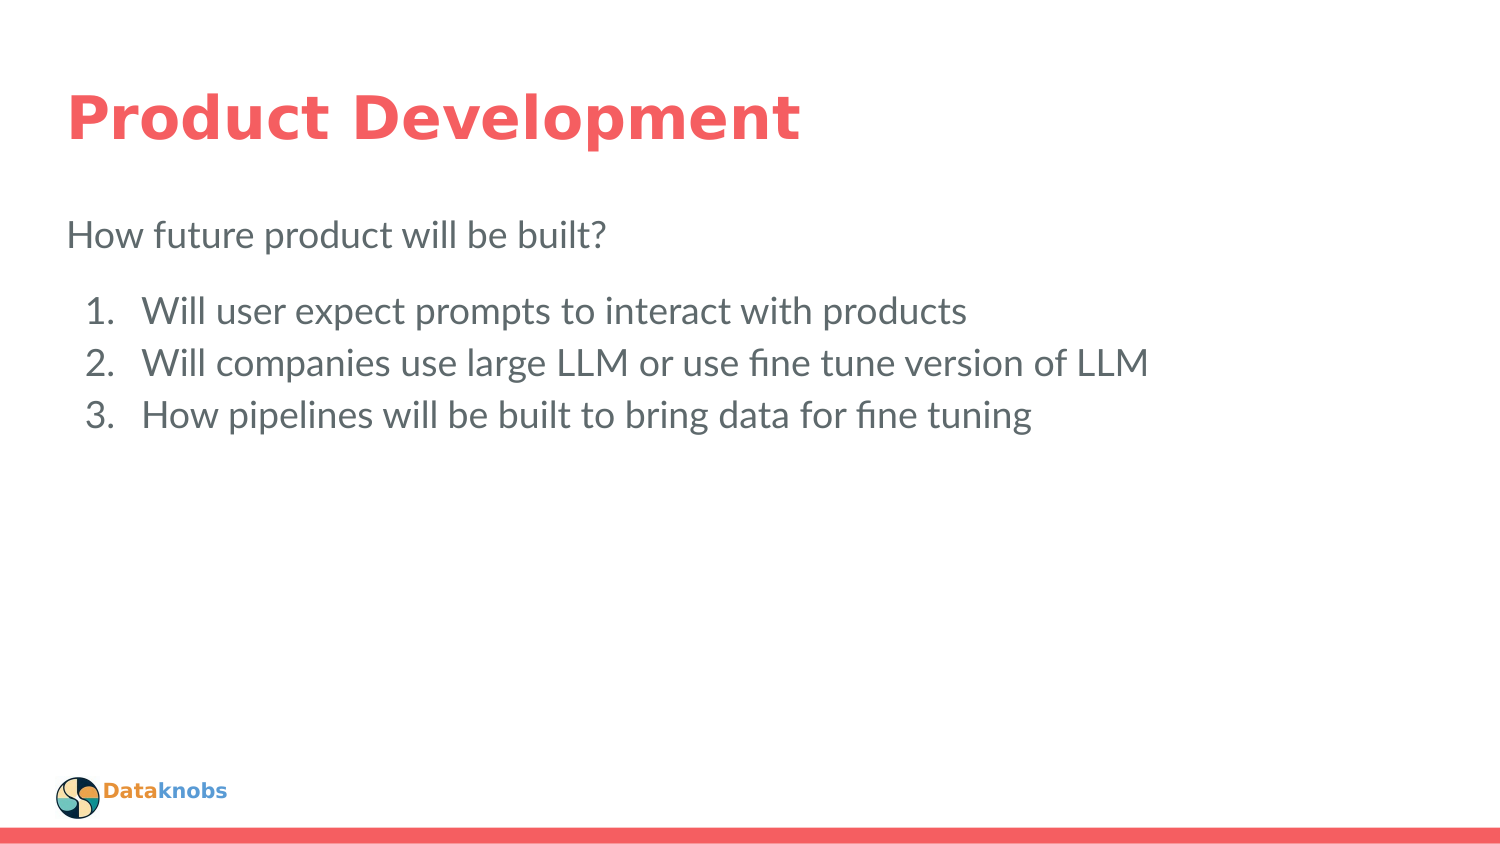 Product Development
How future product will be built?
1. Will user expect prompts to interact with products
2. Will companies use large LLM or use fine tune version of LLM
3. How pipelines will be built to bring data for fine tuning
Dataknobs